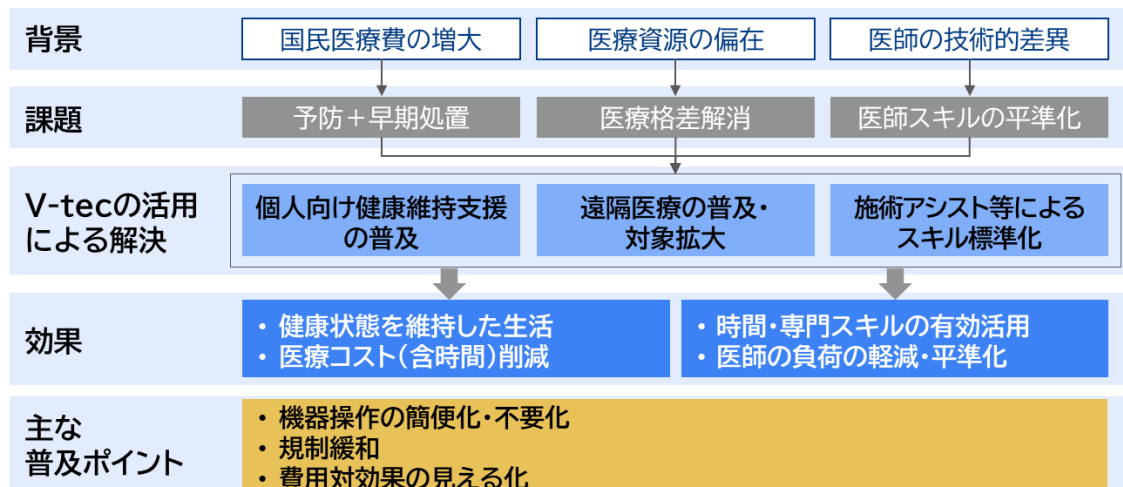 背景
国民医療費の増大
医療資源の偏在
医師の技術的差異
課題
予防＋早期処置
医療格差解消
医師スキルの平準化
V-tecの活用
による解決
個人向け健康維持支援
の普及
遠隔医療の普及・
対象拡大
施術アシスト等による
スキル標準化
効果
・健康状態を維持した生活
・医療コスト（含時間）削減
・時間・専門スキルの有効活用
・医師の負荷の軽減・平準化
主な
普及ポイント
・機器操作の簡便化・不要化
・規制緩和
・費用対効果の見える化